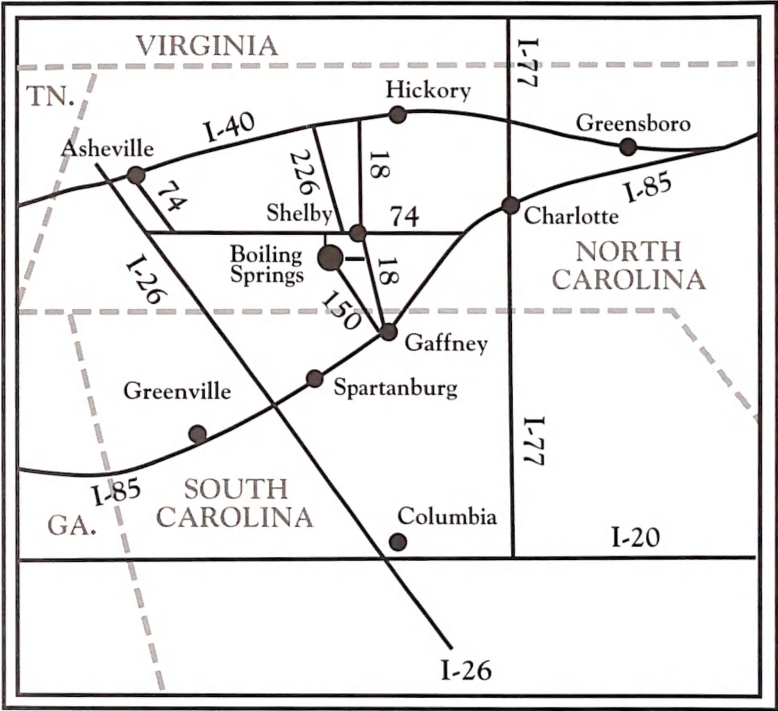 VIRGINIA
I-77
TN.
Hickory
I-40
Greensboro
Asheville
226
18
74
I-85
Shelby
74
Charlotte
Boiling
Springs
18
NORTH
CAROLINA
I-26
150
Gaffney
Greenville
Spartanburg
I-77
I-85
SOUTH
CAROLINA
GA.
Columbia
I-20
I-26